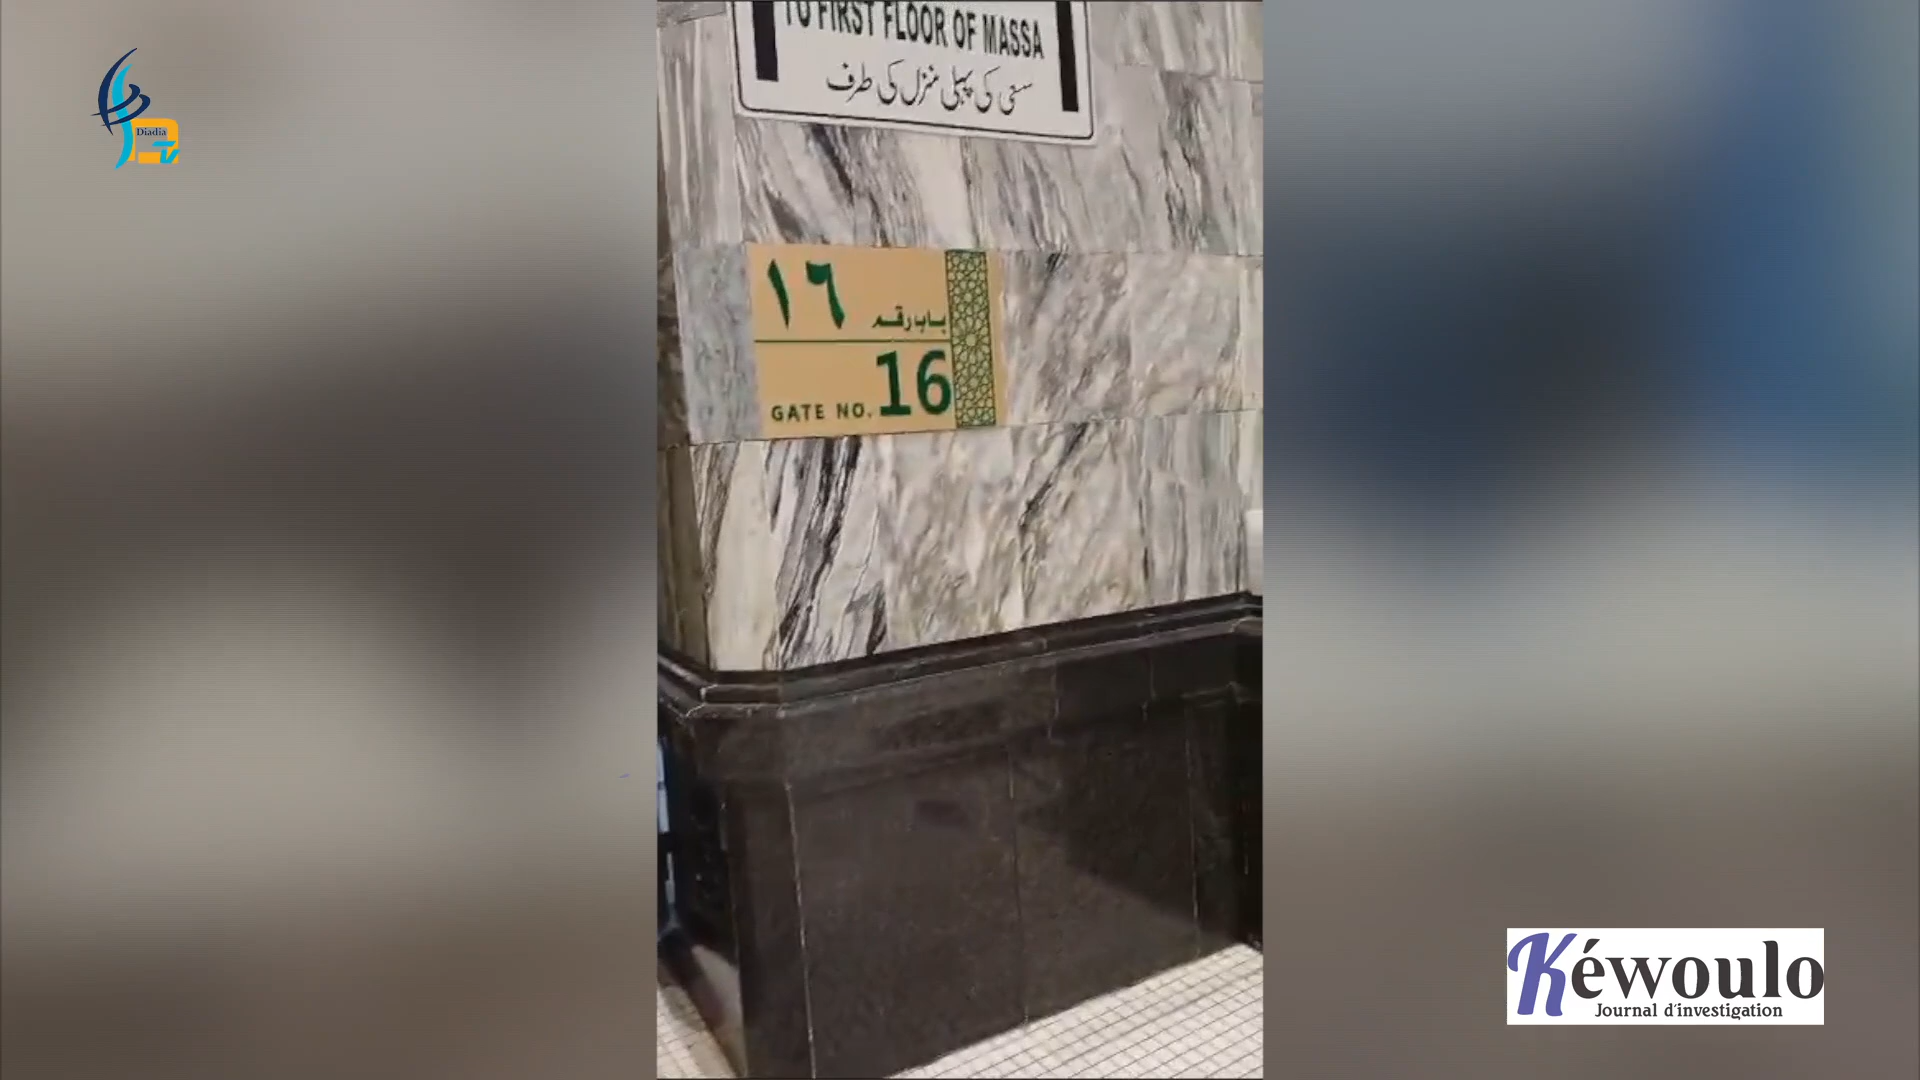 TO FIRST FLOOR OF MASSA
سعی کی پہلی منزل کی طرف
Diadia
TV
١٦
باب رقم
16
GATE NO.
Kéwoulo
Journal d'investigation